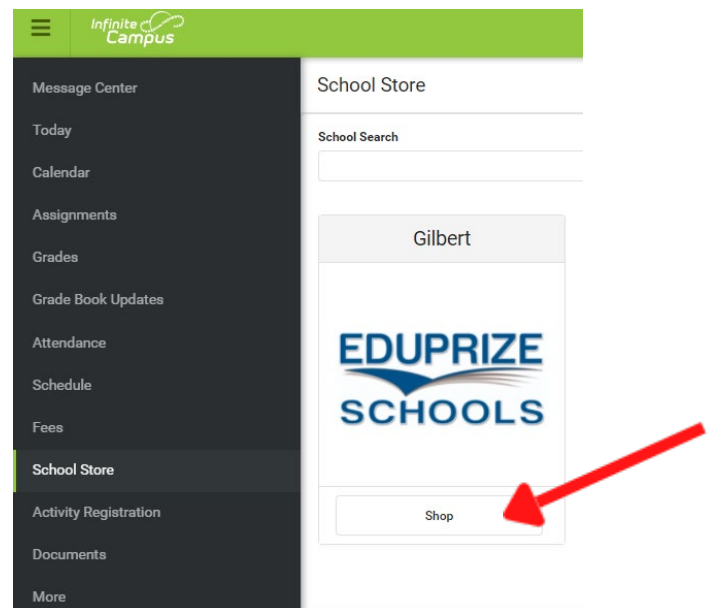 Infinite
Campus
Message Center
Today
Calendar
Assignments
Grades
Grade Book Updates
Attendance
Schedule
Fees
School Store
Activity Registration
Documents
More
School Store
School Search
Gilbert
EDUPRIZE
SCHOOLS
Shop